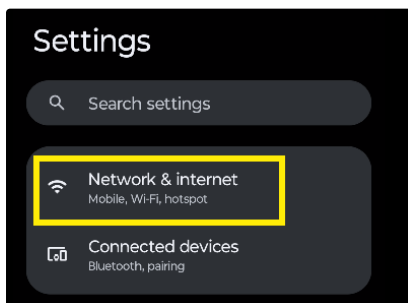 Settings
Search settings
Network & internet
Mobile, Wi-Fi, hotspot
Connected devices
Bluetooth, pairing